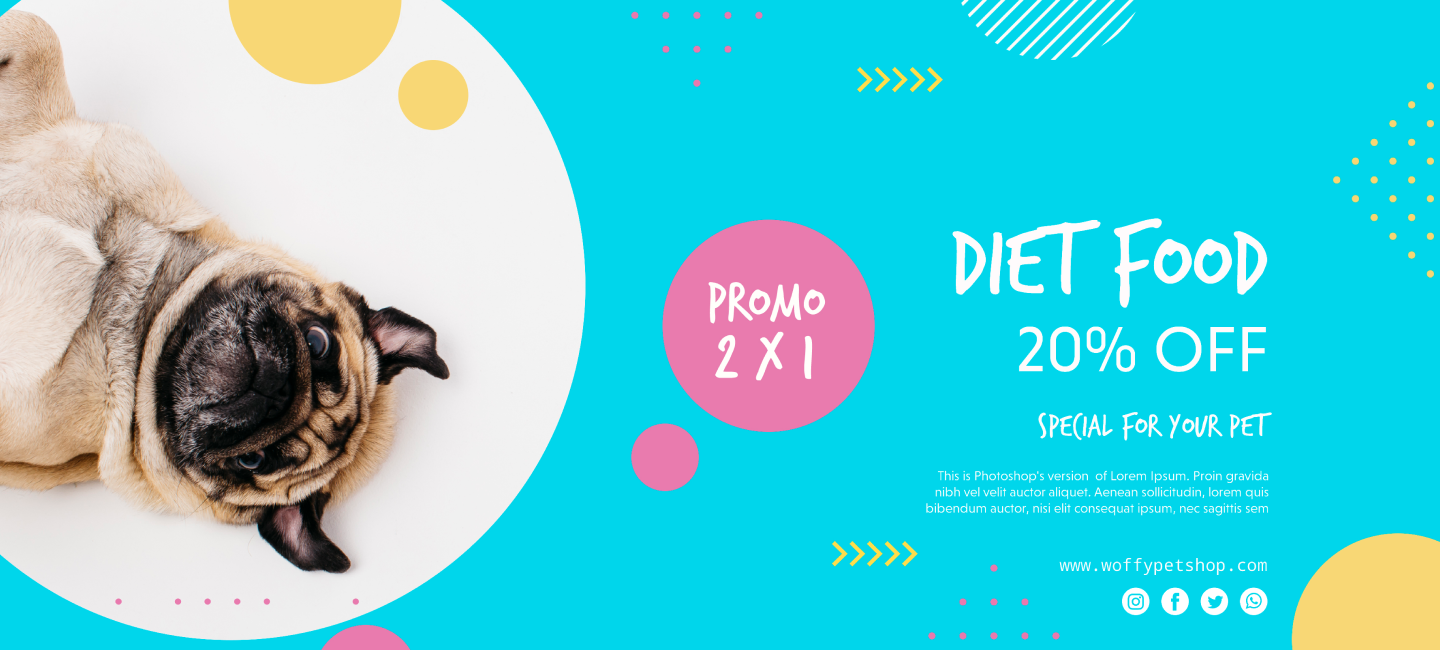 PROMO
2 X 1
DIET FOOD
20% OFF
SPECIAL FOR YOUR PET
This is Photoshop's version  of Lorem Ipsum. Proin gravida
nibh vel velit auctor aliquet. Aenean sollicitudin, lorem quis
bibendum auctor, nisi elit consequat ipsum, nec sagittis sem
www.woffypetshop.com